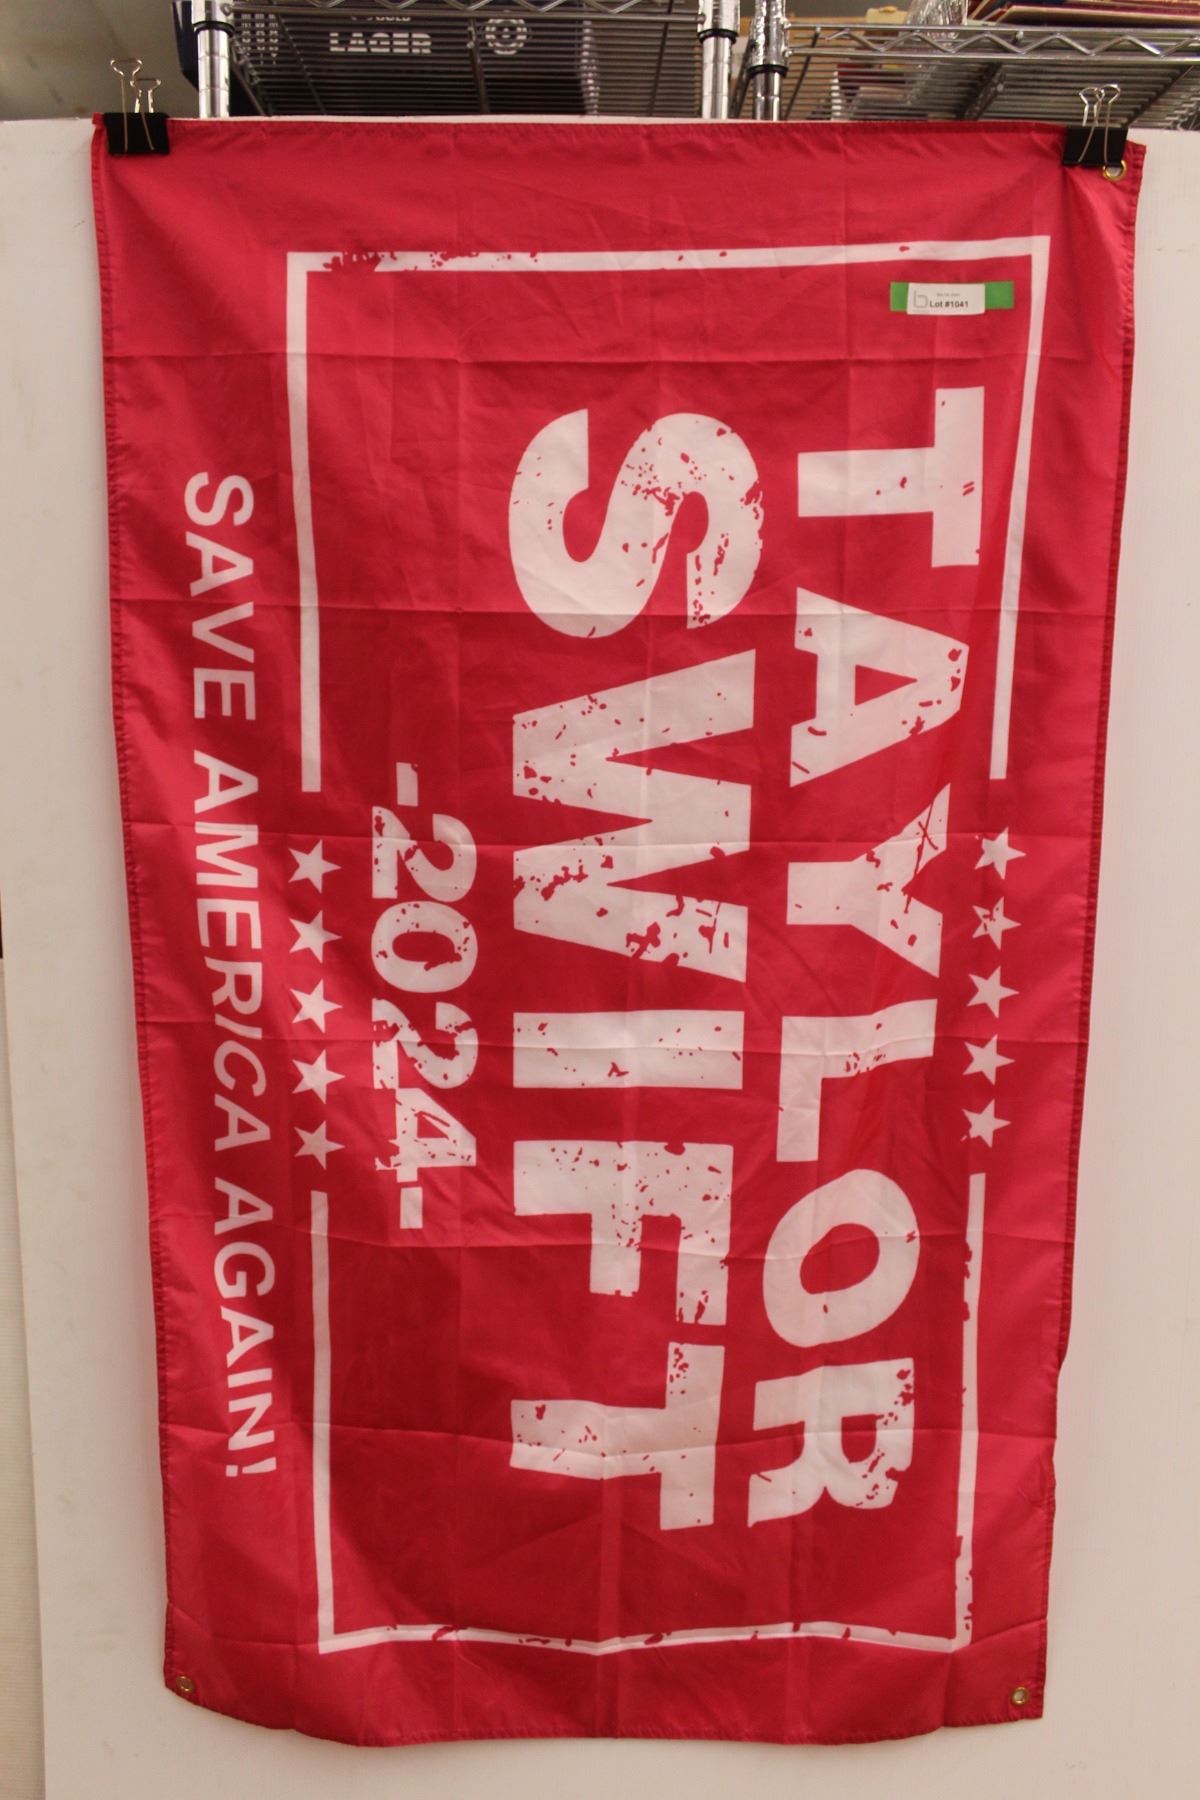 LAGER
Lot #1041
TAYLOR
SWIFT
-2024-
SAVE AMERICA AGAIN!